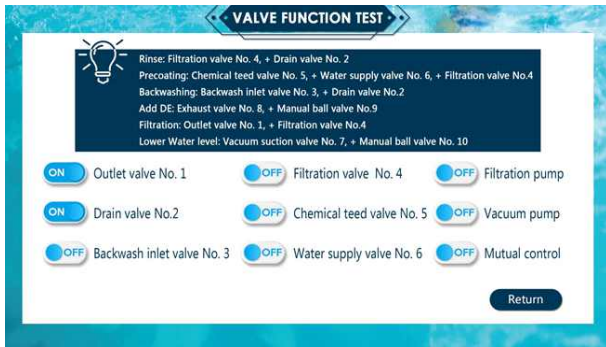 VALVE FUNCTION TEST
Rinse: Filtration valve No. 4, + Drain valve No. 2
Precoating: Chemical teed valve No. 5, + Water supply valve No. 6, + Filtration valve No.4
Backwashing: Backwash inlet valve No. 3, + Drain valve No.2
Add DE: Exhaust valve No. 8, + Manual ball valve No.9
Filtration: Outlet valve No. 1, + Filtration valve No.4
Lower Water level: Vacuum suction valve No. 7, + Manual ball valve No. 10
ON Outlet valve No. 1 OFF Filtration valve No. 4 OFF Filtration pump
ON Drain valve No.2 OFF Chemical teed valve No. 5 OFF Vacuum pump
OFF Backwash inlet valve No. 3 OFF Water supply valve No. 6 OFF Mutual control
Return